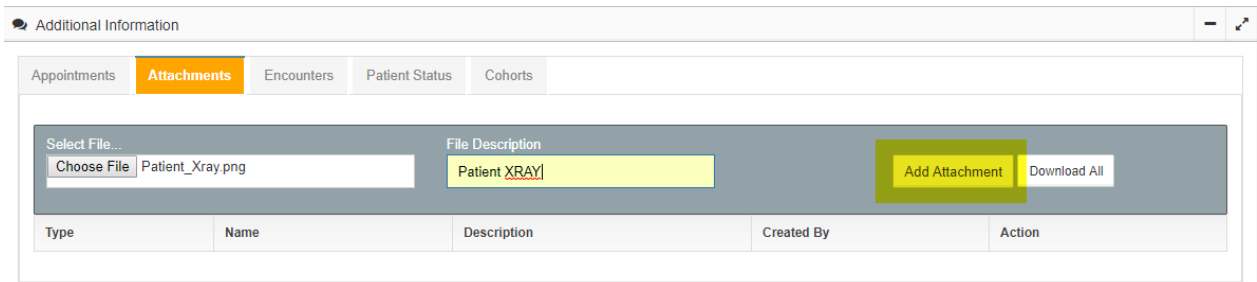 Additional Information
Appointments Attachments Encounters Patient Status Cohorts
Select File... File Description
Choose File Patient_Xray.png Patient XRAY Add Attachment Download All
Type Name Description Created By Action